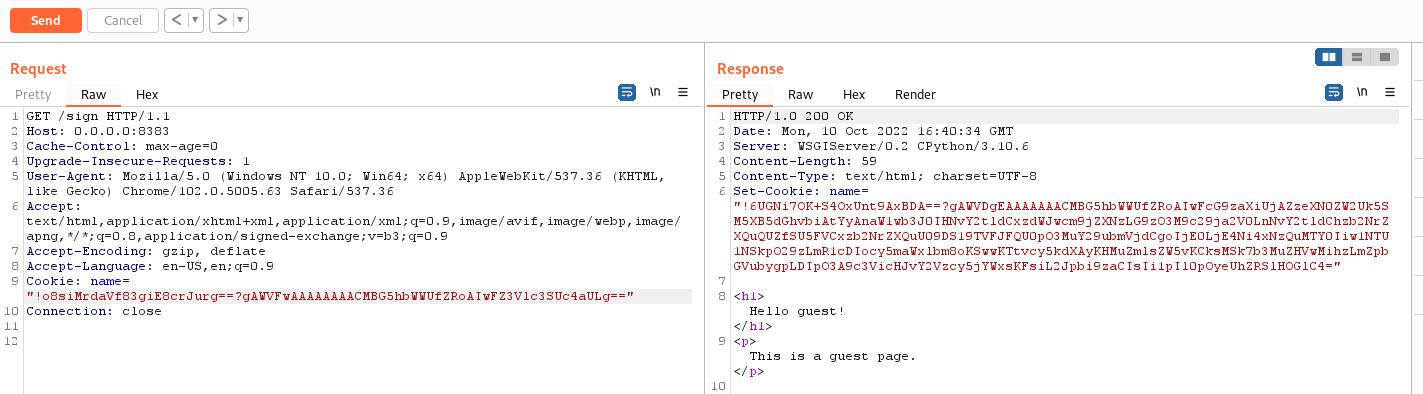 Send Cancel < ▼ > ▼
Request
Pretty Raw Hex \n
1 GET /sign HTTP/1.1
2 Host: 0.0.0.0:8383
3 Cache-Control: max-age=0
4 Upgrade-Insecure-Requests: 1
5 User-Agent: Mozilla/5.0 (Windows NT 10.0; Win64; x64) AppleWebKit/537.36 (KHTML,
like Gecko) Chrome/102.0.5005.63 Safari/537.36
6 Accept:
text/html,application/xhtml+xml,application/xml;q=0.9,image/avif,image/webp,image/
apng,*/*;q=0.8,application/signed-exchange;v=b3;q=0.9
7 Accept-Encoding: gzip, deflate
8 Accept-Language: en-US,en;q=0.9
9 Cookie: name=
"!o8siMrdaVf83giE8crJurg==?gAWVFwAAAAAAAACMBG5hbWWUfZRoAIwFZ3Vlc3SUc4aULg=="
10 Connection: close
11
12
Response
Pretty Raw Hex Render \n
1 HTTP/1.0 200 OK
2 Date: Mon, 10 Oct 2022 16:40:34 GMT
3 Server: WSGIServer/0.2 CPython/3.10.6
4 Content-Length: 59
5 Content-Type: text/html; charset=UTF-8
6 Set-Cookie: name=
7
8 <h1>
Hello guest!
</h1>
9 <p>
This is a guest page.
</p>
10